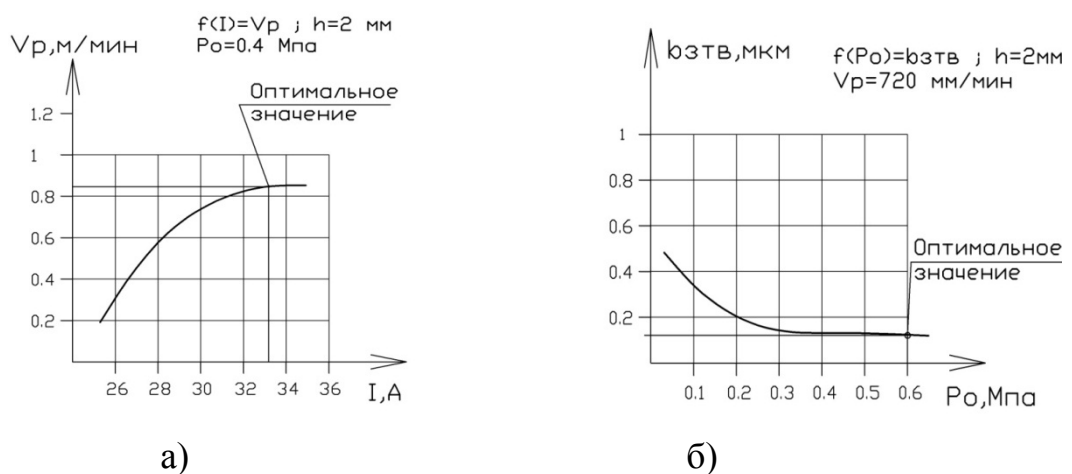 f(I)=Vp ; h=2 мм
Po=0.4 Мпа
Vp,м/мин
Оптимальное
значение
1.2
1
0.8
0.6
0.4
0.2
26 28 30 32 34 36
I,А
а)
bзтв,мкм
f(Po)=bзтв ; h=2мм
Vp=720 мм/мин
1
0.8
0.6
0.4
0.2
Оптимальное
значение
0.1 0.2 0.3 0.4 0.5 0.6
Po,Мпа
б)